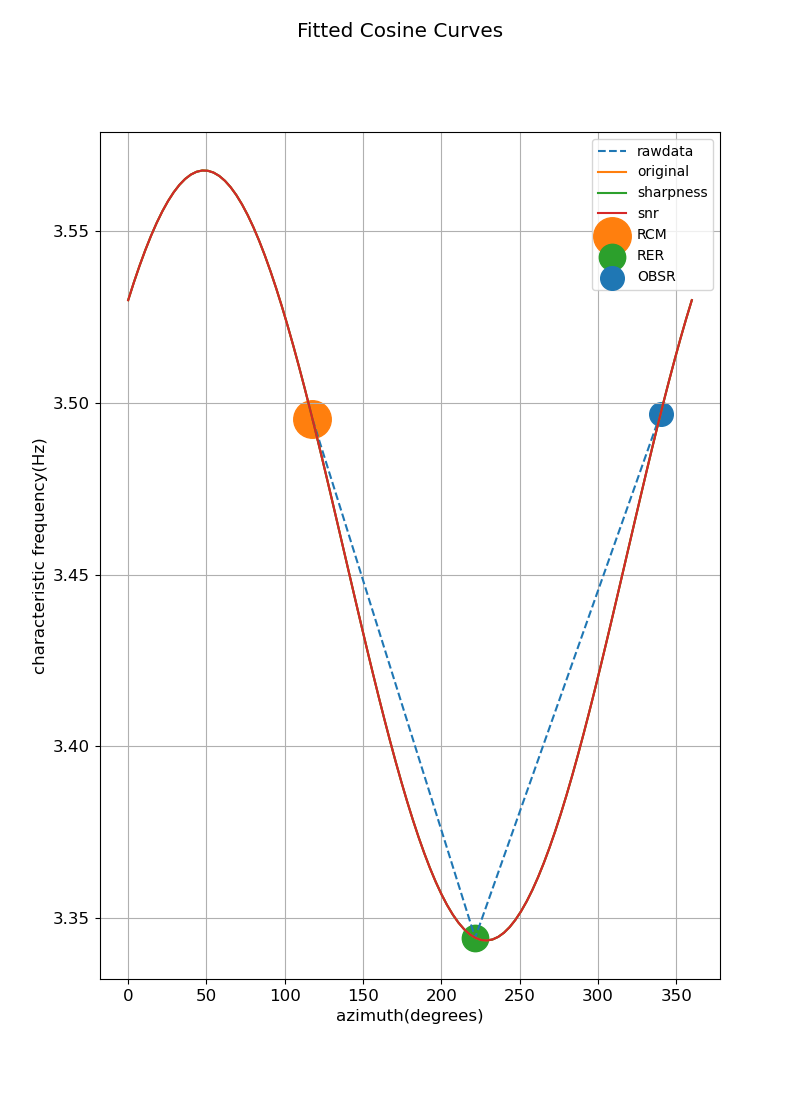 Fitted Cosine Curves
rawdata
original
sharpness
snr
RCM
RER
OBSR
3.55
3.50
3.45
3.40
3.35
characteristic frequency(Hz)
0 50 100 150 200 250 300 350
azimuth(degrees)